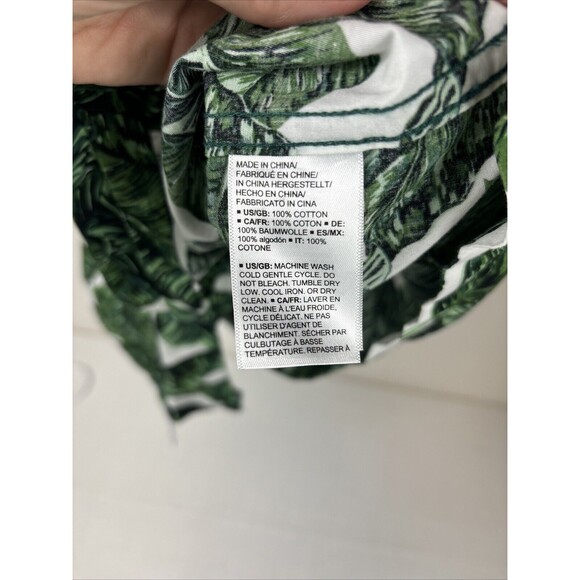 MADE IN CHINA/
FABRIQUÉ EN CHINE/
IN CHINA HERGESTELLT/
HECHO EN CHINA/
FABBRICATO IN CINA
▪ US/GB: 100% COTTON
▪ CA/FR: 100% COTON ▪ DE:
100% BAUMWOLLE ▪ ES/MX:
100% algodón ▪ IT: 100%
COTONE
▪ US/GB: MACHINE WASH
COLD GENTLE CYCLE. DO
NOT BLEACH. TUMBLE DRY
LOW. COOL IRON. OR DRY
CLEAN. ▪ CA/FR: LAVER EN
MACHINE À L'EAU FROIDE,
CYCLE DÉLICAT. NE PAS
UTILISER D'AGENT DE
BLANCHIMENT. SÉCHER PAR
CULBUTAGE À BASSE
TEMPÉRATURE. REPASSER À